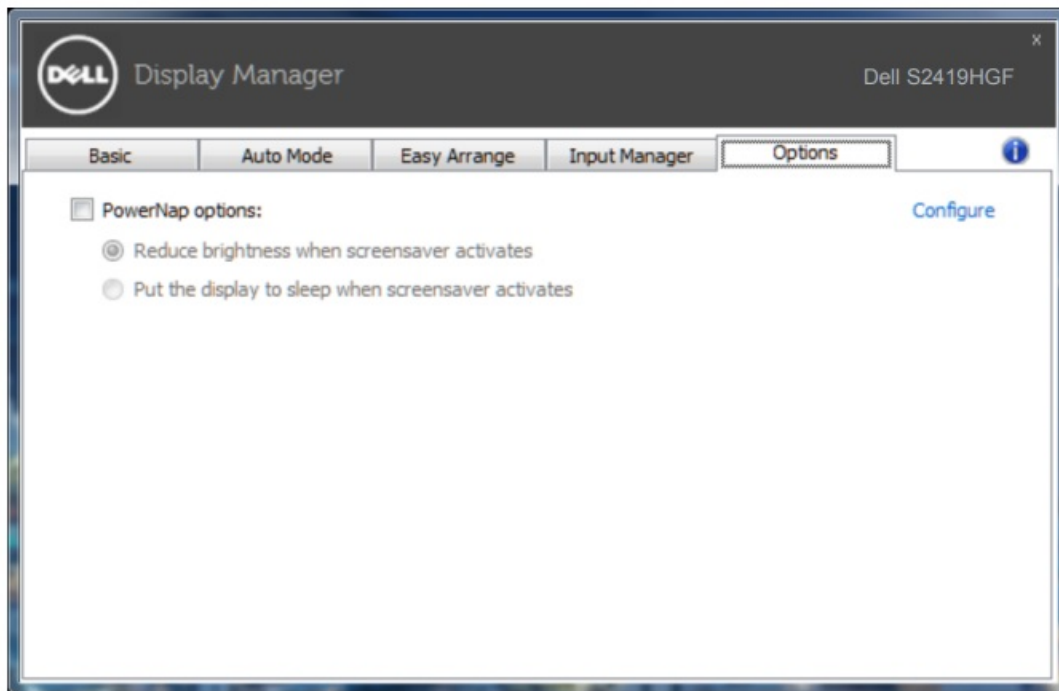 DELL
Display Manager
x
Dell S2419HGF
Basic
Auto Mode
Easy Arrange
Input Manager
Options
i
PowerNap options:
Configure
Reduce brightness when screensaver activates
Put the display to sleep when screensaver activates